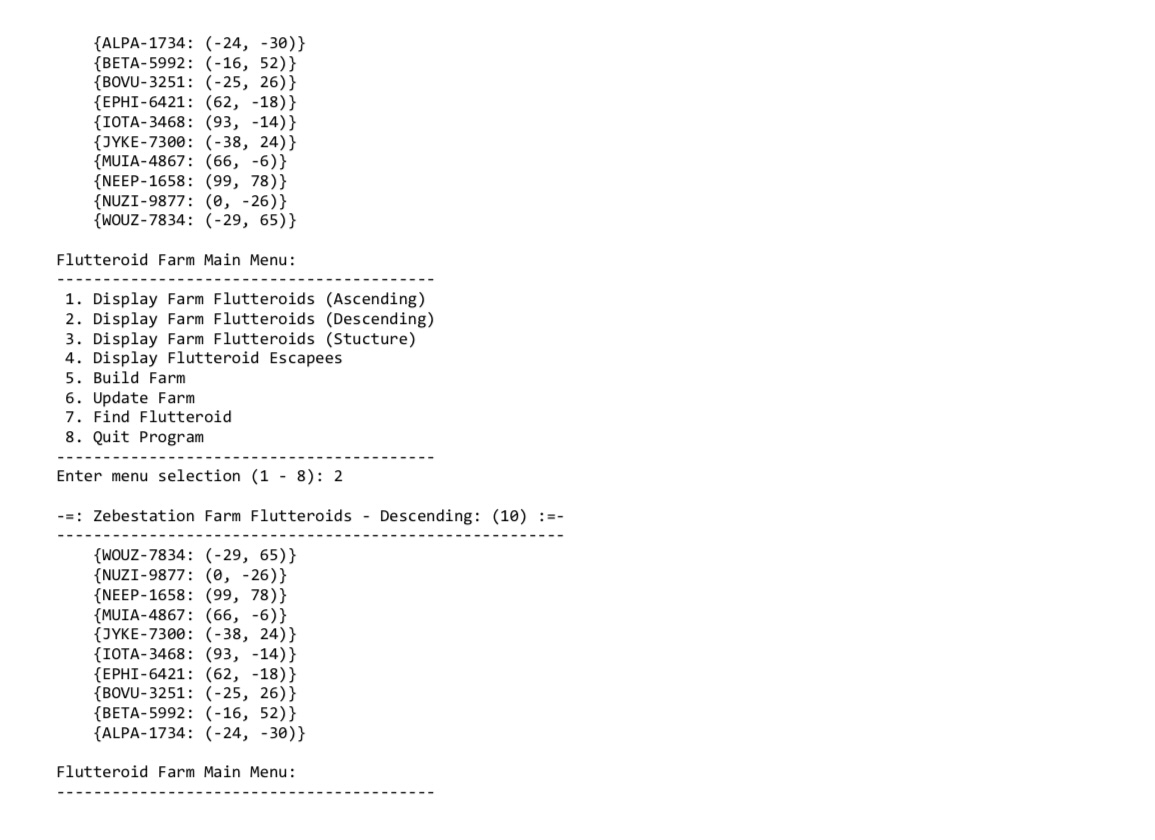 {ALPA-1734: (-24, -30)}
{BETA-5992: (-16, 52)}
{BOVU-3251: (-25, 26)}
{EPHI-6421: (62, -18)}
{IOTA-3468: (93, -14)}
{JYKE-7300: (-38, 24)}
{MUIA-4867: (66, -6)}
{NEEP-1658: (99, 78)}
{NUZI-9877: (0, -26)}
{WOUZ-7834: (-29, 65)}
Flutteroid Farm Main Menu:
-----------------------------------------
1. Display Farm Flutteroids (Ascending)
2. Display Farm Flutteroids (Descending)
3. Display Farm Flutteroids (Stucture)
4. Display Flutteroid Escapees
5. Build Farm
6. Update Farm
7. Find Flutteroid
8. Quit Program
-----------------------------------------
Enter menu selection (1 - 8): 2
-=: Zebestation Farm Flutteroids - Descending: (10) :=-
-------------------------------------------------------
{WOUZ-7834: (-29, 65)}
{NUZI-9877: (0, -26)}
{NEEP-1658: (99, 78)}
{MUIA-4867: (66, -6)}
{JYKE-7300: (-38, 24)}
{IOTA-3468: (93, -14)}
{EPHI-6421: (62, -18)}
{BOVU-3251: (-25, 26)}
{BETA-5992: (-16, 52)}
{ALPA-1734: (-24, -30)}
Flutteroid Farm Main Menu:
-----------------------------------------